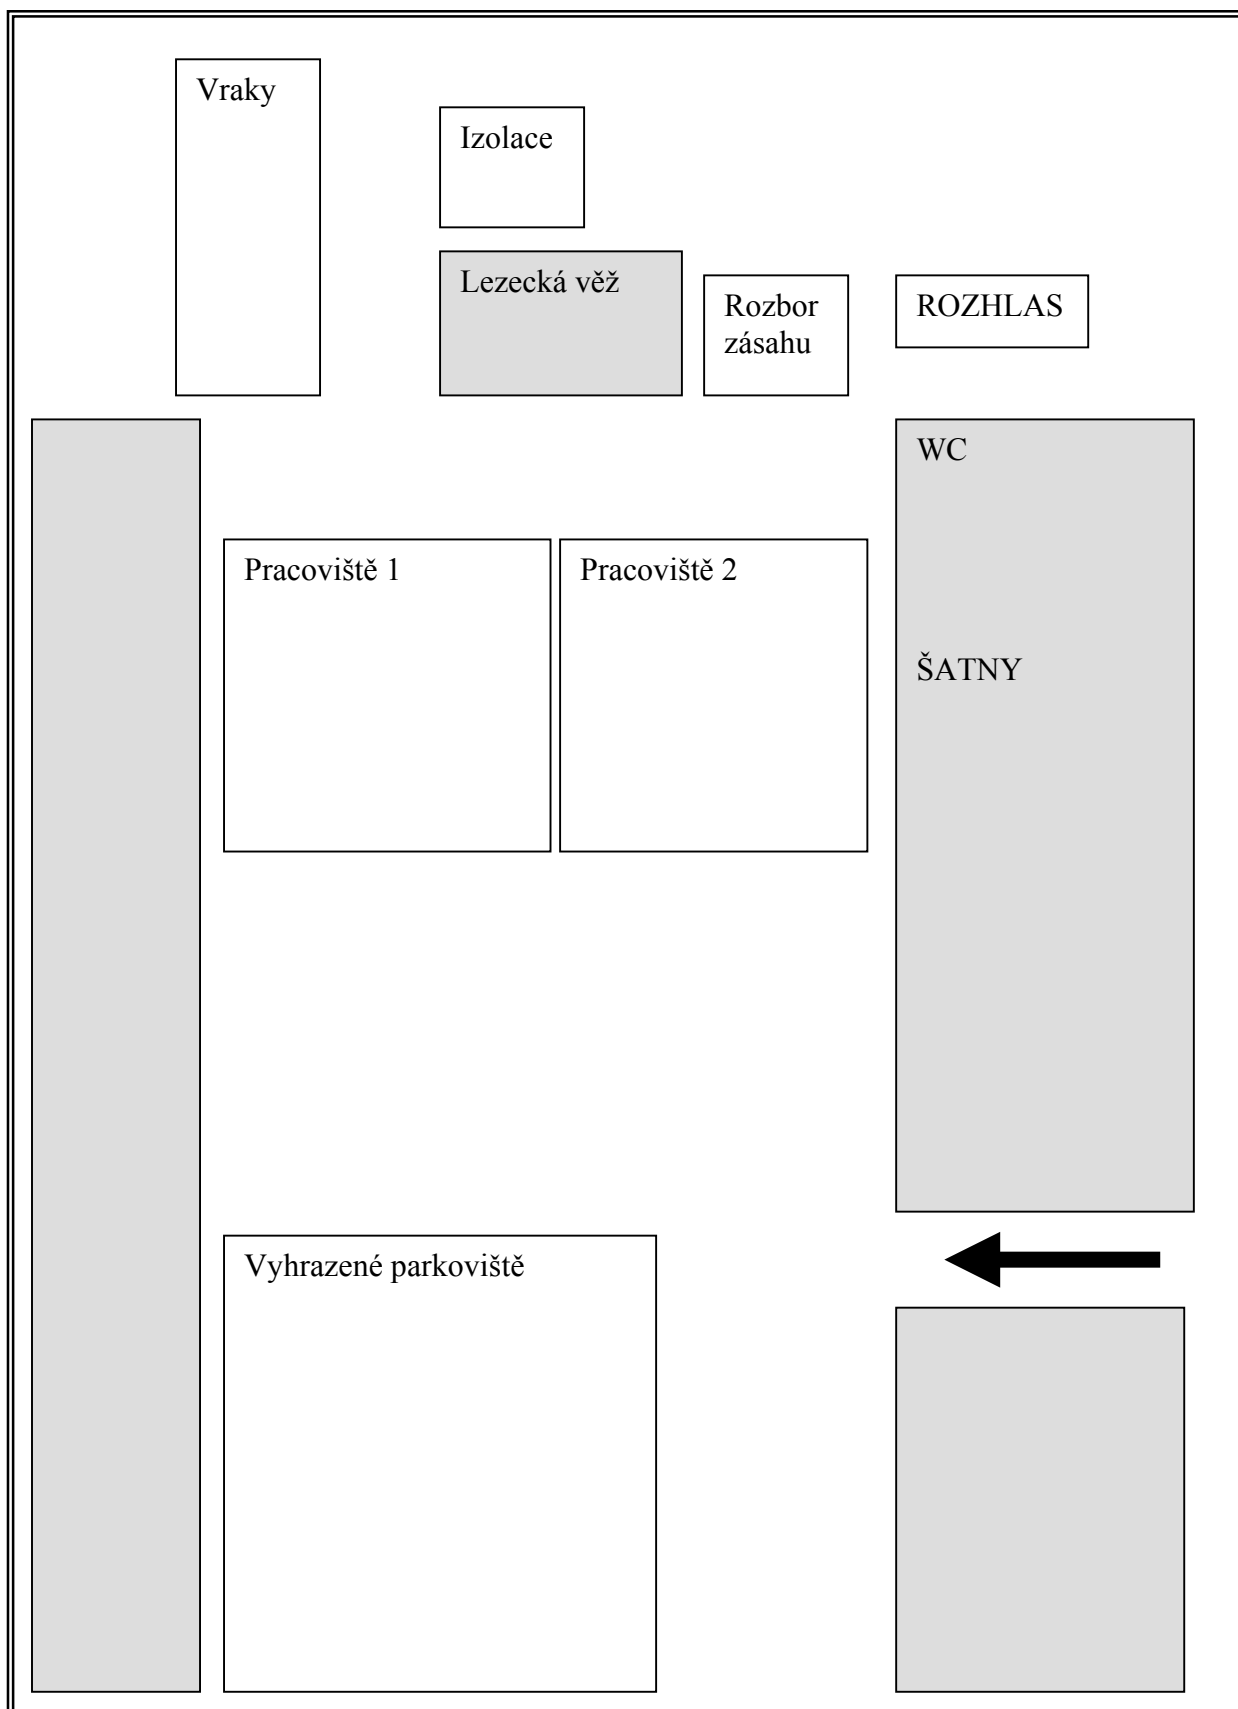 Vraky
Izolace
Lezecká věž
Rozbor
zásahu
ROZHLAS
WC
Pracoviště 1
Pracoviště 2
ŠATNY
Vyhrazené parkoviště